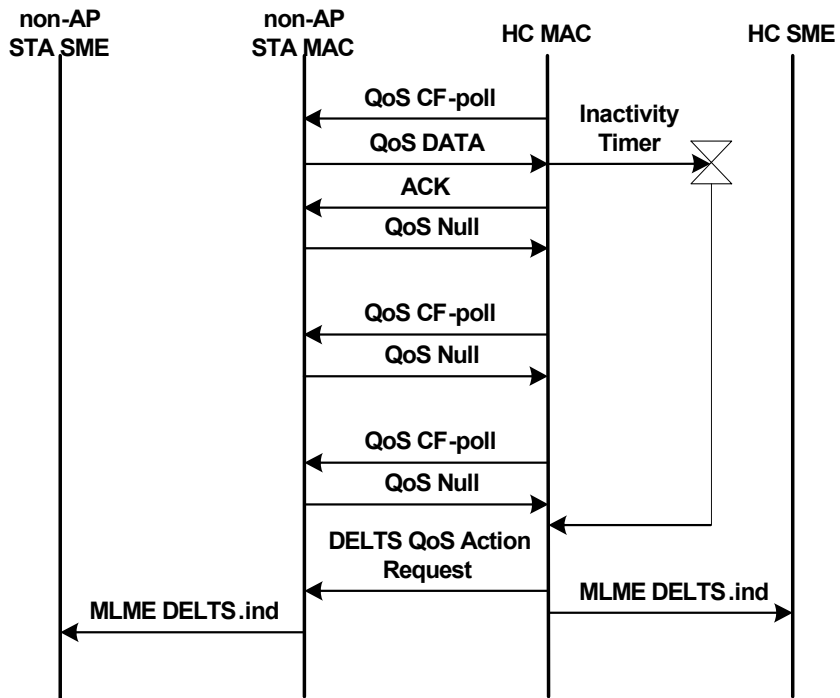 non-AP
STA SME
non-AP
STA MAC
HC MAC
HC SME
QoS CF-poll
Inactivity
Timer
QoS DATA
ACK
QoS Null
QoS CF-poll
QoS Null
QoS CF-poll
QoS Null
DELTS QoS Action
Request
MLME DELTS.ind
MLME DELTS.ind